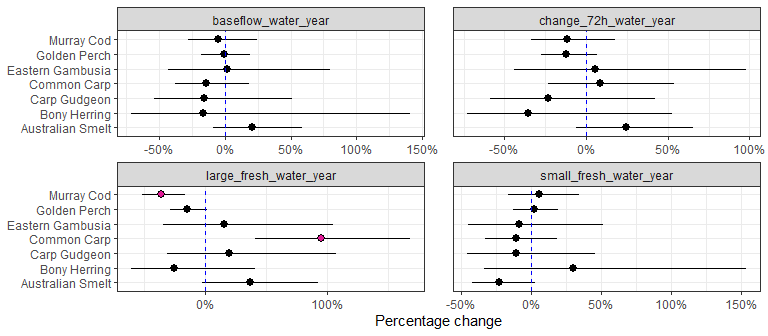 baseflow_water_year change_72h_water_year
Murray Cod
Golden Perch
Eastern Gambusia
Common Carp
Carp Gudgeon
Bony Herring
Australian Smelt
-50% 0% 50% 100% 150% -50% 0% 50% 100%
large_fresh_water_year small_fresh_water_year
Murray Cod
Golden Perch
Eastern Gambusia
Common Carp
Carp Gudgeon
Bony Herring
Australian Smelt
0% 100% -50% 0% 50% 100% 150%
Percentage change